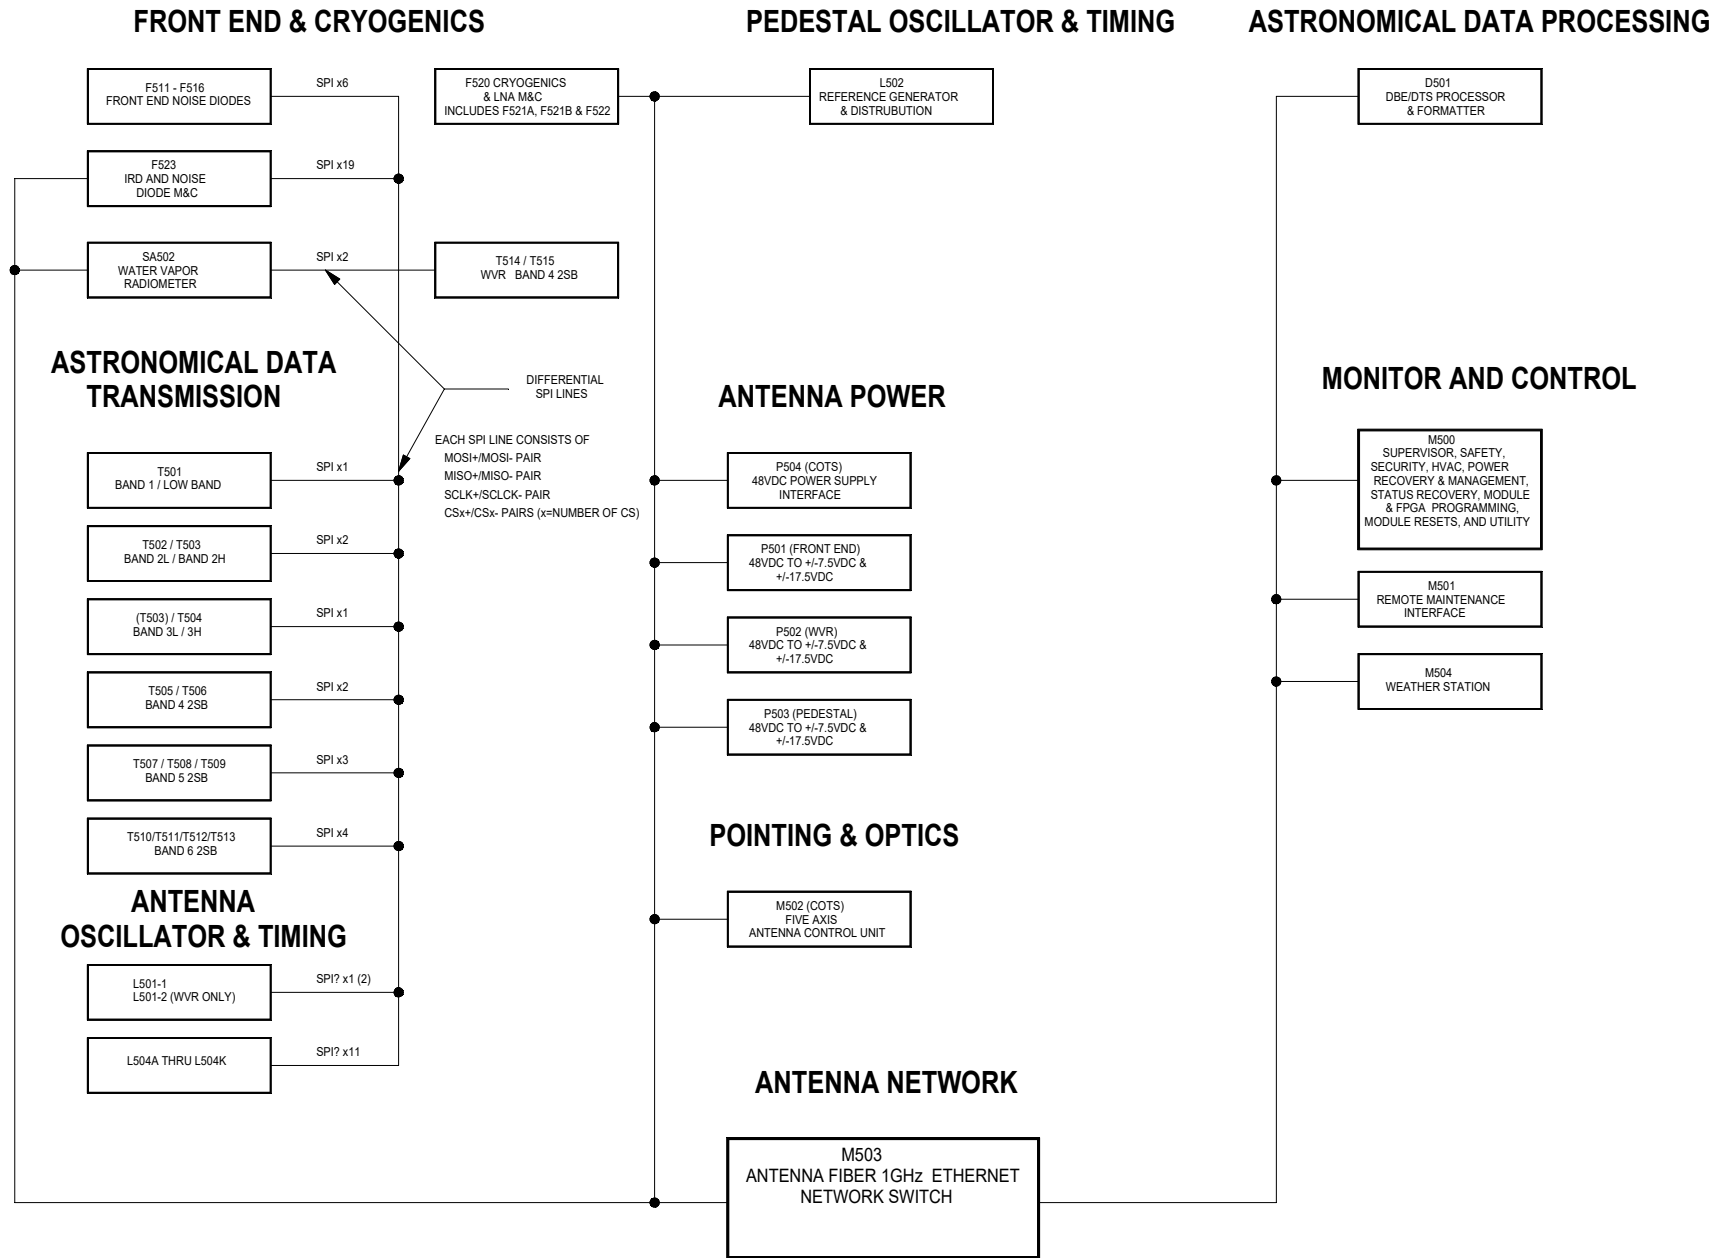 FRONT END & CRYOGENICS
PEDESTAL OSCILLATOR & TIMING
ASTRONOMICAL DATA PROCESSING
F511 - F516
FRONT END NOISE DIODES
SPI x6
F520 CRYOGENICS
& LNA M&C
INCLUDES F521A, F521B & F522
L502
REFERENCE GENERATOR
& DISTRUBUTION
D501
DBE/DTS PROCESSOR
& FORMATTER
F523
IRD AND NOISE
DIODE M&C
SPI x19
SA502
WATER VAPOR
RADIOMETER
SPI x2
T514 / T515
WVR BAND 4 2SB
ASTRONOMICAL DATA
TRANSMISSION
DIFFERENTIAL
SPI LINES
EACH SPI LINE CONSISTS OF
MOSI+/MOSI- PAIR
MISO+/MISO- PAIR
SCLK+/SCLCK- PAIR
CSx+/CSx- PAIRS (x=NUMBER OF CS)
T501
BAND 1 / LOW BAND
SPI x1
T502 / T503
BAND 2L / BAND 2H
SPI x2
(T503) / T504
BAND 3L / 3H
SPI x1
T505 / T506
BAND 4 2SB
SPI x2
T507 / T508 / T509
BAND 5 2SB
SPI x3
T510/T511/T512/T513
BAND 6 2SB
SPI x4
ANTENNA
OSCILLATOR & TIMING
L501-1
L501-2 (WVR ONLY)
SPI? x1 (2)
L504A THRU L504K
SPI? x11
ANTENNA POWER
P504 (COTS)
48VDC POWER SUPPLY
INTERFACE
P501 (FRONT END)
48VDC TO +/-7.5VDC &
+/-17.5VDC
P502 (WVR)
48VDC TO +/-7.5VDC &
+/-17.5VDC
P503 (PEDESTAL)
48VDC TO +/-7.5VDC &
+/-17.5VDC
POINTING & OPTICS
M502 (COTS)
FIVE AXIS
ANTENNA CONTROL UNIT
ANTENNA NETWORK
M503
ANTENNA FIBER 1GHz ETHERNET
NETWORK SWITCH
MONITOR AND CONTROL
M500
SUPERVISOR, SAFETY,
SECURITY, HVAC, POWER
RECOVERY & MANAGEMENT,
STATUS RECOVERY, MODULE
& FPGA PROGRAMMING,
MODULE RESETS, AND UTILITY
M501
REMOTE MAINTENANCE
INTERFACE
M504
WEATHER STATION